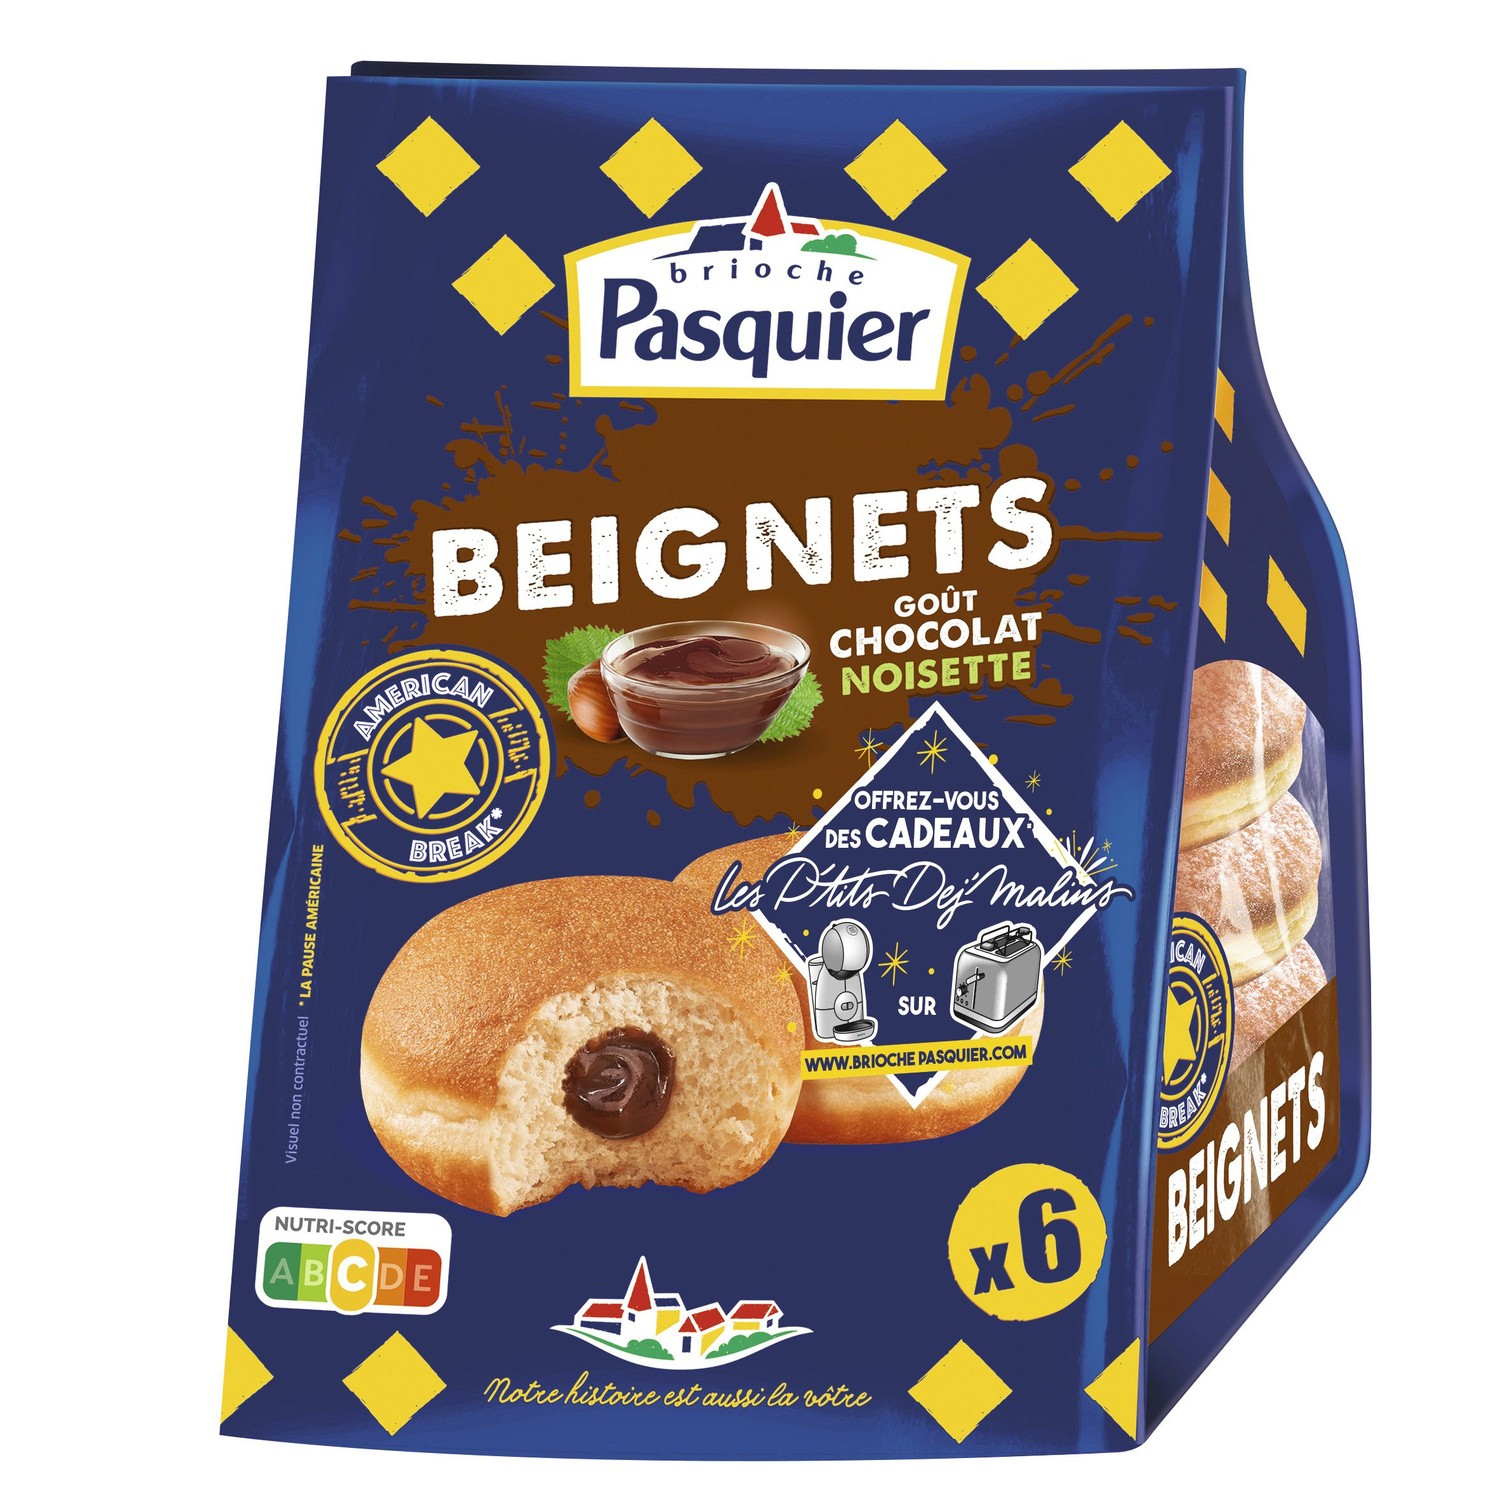 brioche
Pasquier
BEIGNETS
GOÛT
CHOCOLAT
NOISETTE
AMERICAN
BREAK*
OFFREZ-VOUS
DES CADEAUX*
Les P'tits Dej' Malins
SUR
WWW.BRIOCHE PASQUIER.COM
* LA PAUSE AMÉRICAINE
Visuel non contractuel
NUTRI-SCORE
A B C D E
x6
Notre histoire est aussi la vôtre
ICAN
BREAK*
BEIGNETS